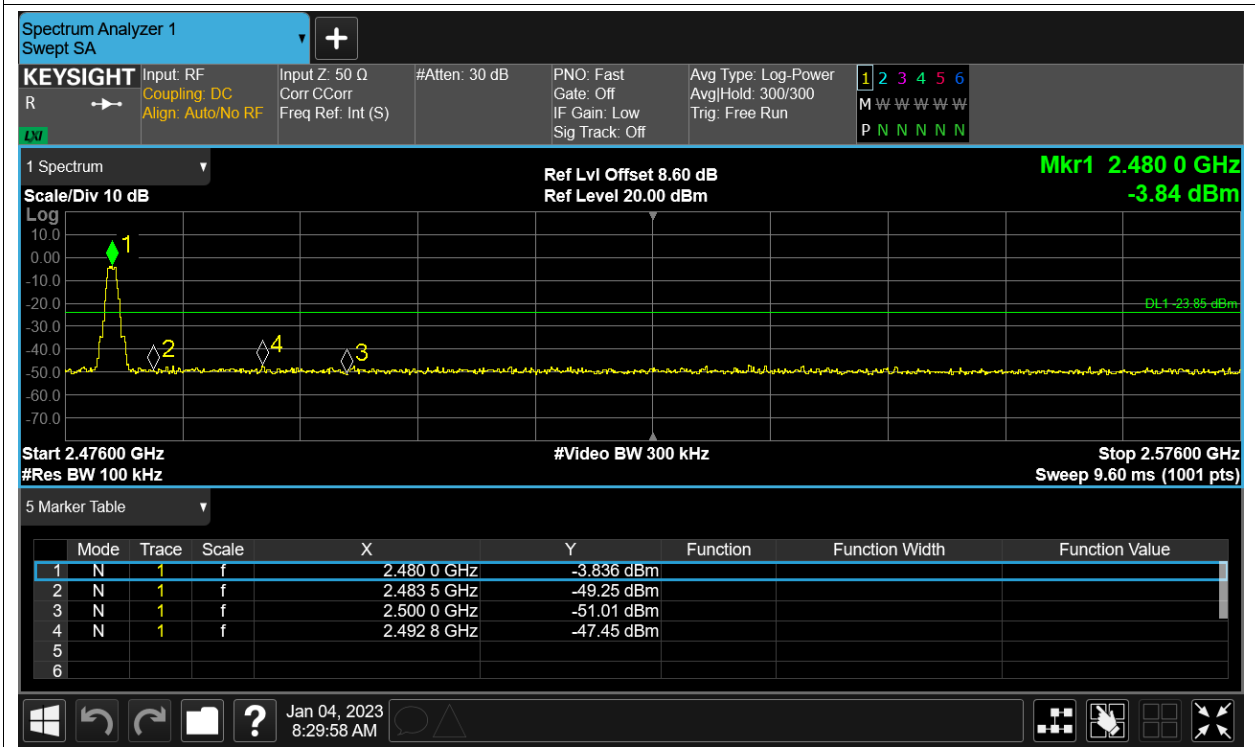 Spectrum Analyzer 1
Swept SA
KEYSIGHT Input: RF Input Z: 50 Ω #Atten: 30 dB PNO: Fast Avg Type: Log-Power 1 2 3 4 5 6
R Coupling: DC Corr CCorr Gate: Off Avg|Hold: 300/300 M W W W W W W
Align: Auto/No RF Freq Ref: Int (S) IF Gain: Low Trig: Free Run
LXI Sig Track: Off P N N N N N
1 Spectrum Ref Lvl Offset 8.60 dB Mkr1 2.480 0 GHz
Scale/Div 10 dB Ref Level 20.00 dBm -3.84 dBm
Log
10.0
1
0.00
-10.0
-20.0
DL1 -23.85 dBm
-30.0
-40.0
2 4 3
-50.0
-60.0
-70.0
Start 2.47600 GHz #Video BW 300 kHz Stop 2.57600 GHz
#Res BW 100 kHz Sweep 9.60 ms (1001 pts)
5 Marker Table
Mode Trace Scale X Y Function Function Width Function Value
1 N 1 f 2.480 0 GHz -3.836 dBm
2 N 1 f 2.483 5 GHz -49.25 dBm
3 N 1 f 2.500 0 GHz -51.01 dBm
4 N 1 f 2.492 8 GHz -47.45 dBm
5
6
? Jan 04, 2023
8:29:58 AM